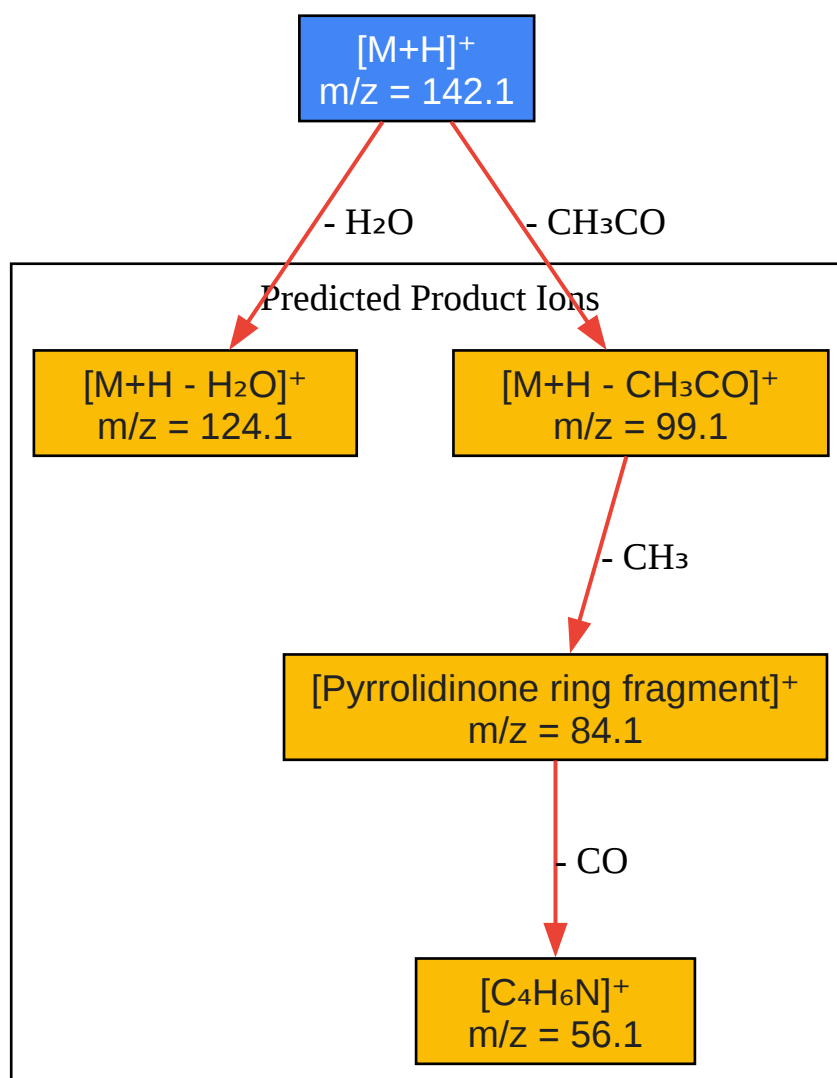 [M+H]⁺
m/z = 142.1
- H₂O
- CH₃CO
Predicted Product Ions
[M+H - H₂O]⁺
m/z = 124.1
[M+H - CH₃CO]⁺
m/z = 99.1
- CH₃
[Pyrrolidinone ring fragment]⁺
m/z = 84.1
- CO
[C₄H₆N]⁺
m/z = 56.1